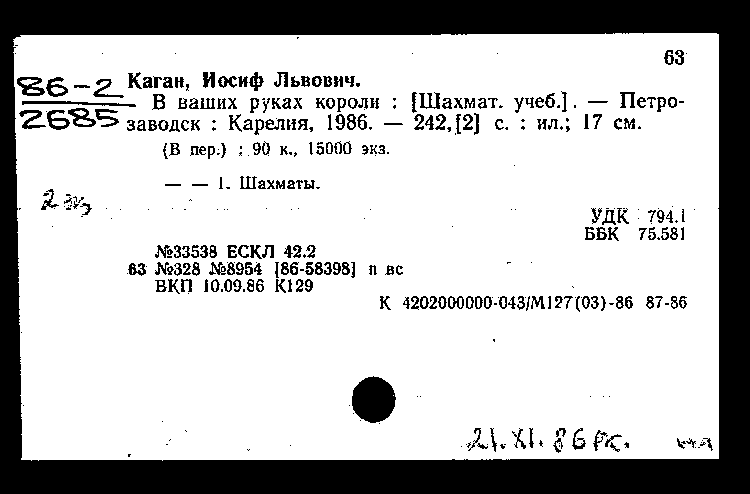 63
86-2
2685
Каган, Иосиф Львович.
В ваших руках короли : [Шахмат. учеб.]. — Петро-
заводск : Карелия, 1986. — 242,[2] с. : ил.; 17 см.
(В пер.) : 90 к., 15000 экз.
— — 1. Шахматы.
2 экз
УДК 794.1
ББК 75.581
№33538 ЕСКЛ 42.2
63 №328 №8954 [86-58398] п вс
ВКП 10.09.86 К129
К 4202000000-043/М127(03)-86 87-86
21.XI.86 РС.